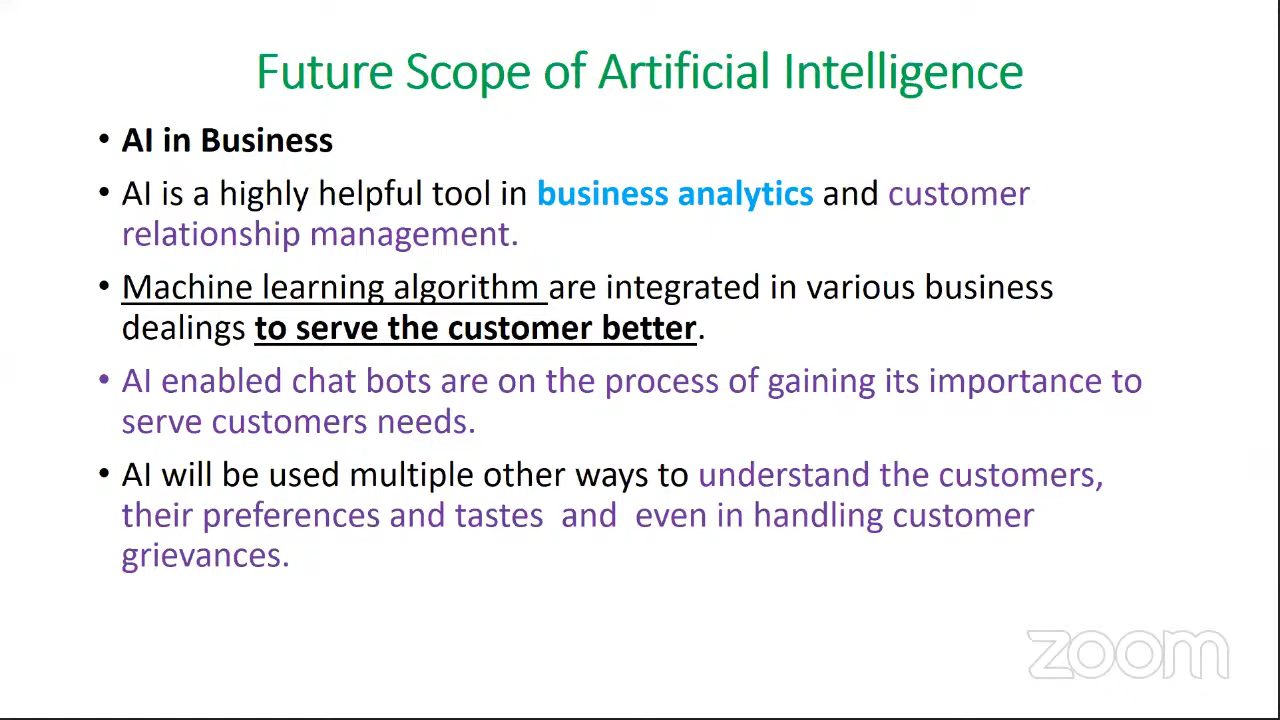 Future Scope of Artificial Intelligence
• AI in Business
• AI is a highly helpful tool in business analytics and customer
relationship management.
• Machine learning algorithm are integrated in various business
dealings to serve the customer better.
• AI enabled chat bots are on the process of gaining its importance to
serve customers needs.
• AI will be used multiple other ways to understand the customers,
their preferences and tastes  and  even in handling customer
grievances.
zoom